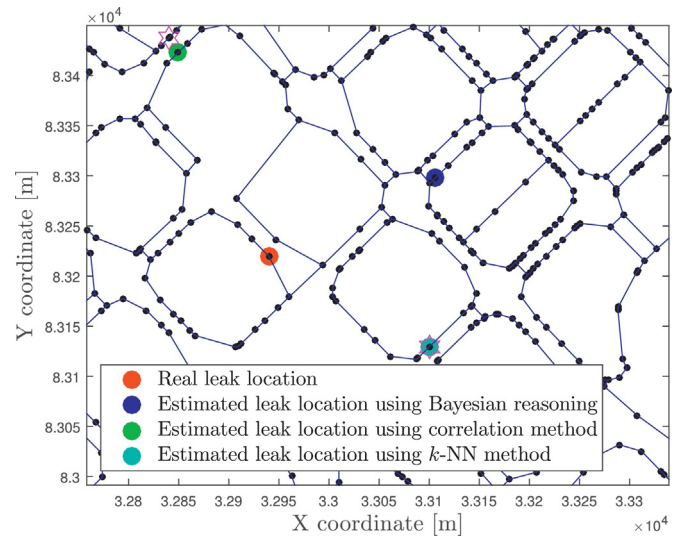 ×10⁴
8.34
8.335
8.33
8.325
8.32
8.315
8.31
8.305
8.3
Y coordinate [m]
Real leak location
Estimated leak location using Bayesian reasoning
Estimated leak location using correlation method
Estimated leak location using k-NN method
3.28 3.285 3.29 3.295 3.3 3.305 3.31 3.315 3.32 3.325 3.33
X coordinate [m]
×10⁴